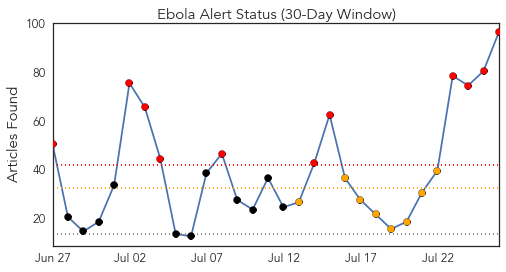 Ebola Alert Status (30-Day Window)
100
80
60
40
20
Articles Found
Jun 27
Jul 02
Jul 07
Jul 12
Jul 17
Jul 22